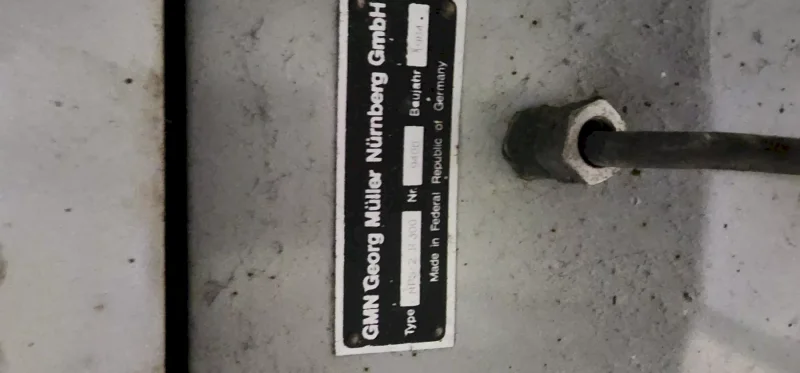 GMN Georg Müller Nürnberg GmbH
Type Nr. Baujahr
Made in Federal Republic of Germany